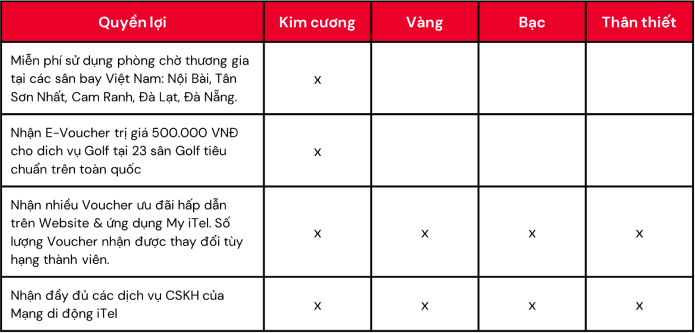 Quyền lợi
Kim cương
Vàng
Bạc
Thân thiết
Miễn phí sử dụng phòng chờ thương gia
tại các sân bay Việt Nam: Nội Bài, Tân
Sơn Nhất, Cam Ranh, Đà Lạt, Đà Nẵng.
x
Nhận E-Voucher trị giá 500.000 VNĐ
cho dich vụ Golf tại 23 sân Golf tiêu
chuẩn trên toàn quốc
x
Nhận nhiều Voucher ưu đãi hấp dẫn
trên Website & ứng dụng My iTel. Số
lượng Voucher nhận được thay đổi tùy
hạng thành viên.
x
x
x
x
Nhận đầy đủ các dịch vụ CSKH của
Mạng di động iTel
x
x
x
x